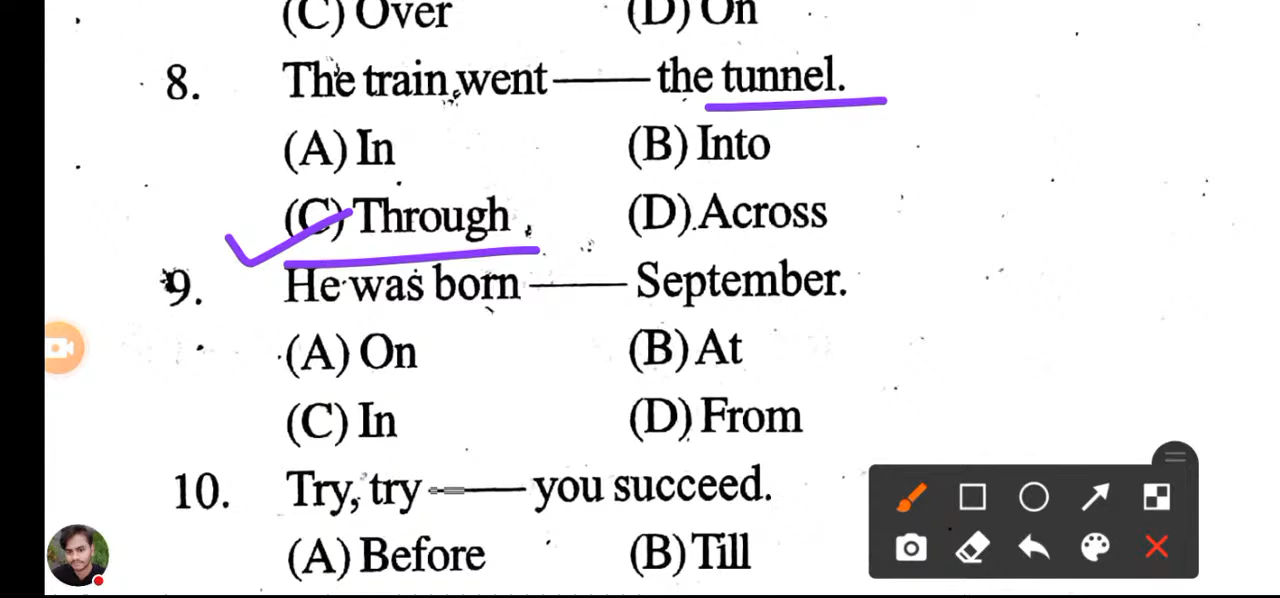 (C) Over (D) On
8. The train went —— the tunnel.
(A) In (B) Into
(C) Through (D) Across
9. He was born —— September.
(A) On (B) At
(C) In (D) From
10. Try, try —— you succeed.
(A) Before (B) Till